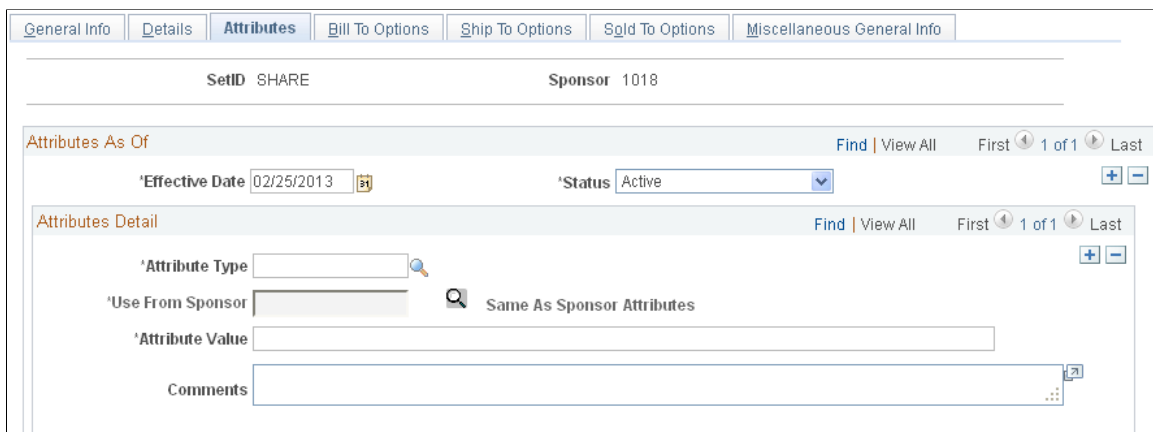 General Info Details Attributes Bill To Options Ship To Options Sold To Options Miscellaneous General Info
SetID SHARE Sponsor 1018
Attributes As Of Find | View All First 1 of 1 Last
*Effective Date 02/25/2013 31 *Status Active
Attributes Detail Find | View All First 1 of 1 Last
*Attribute Type
*Use From Sponsor Same As Sponsor Attributes
*Attribute Value
Comments